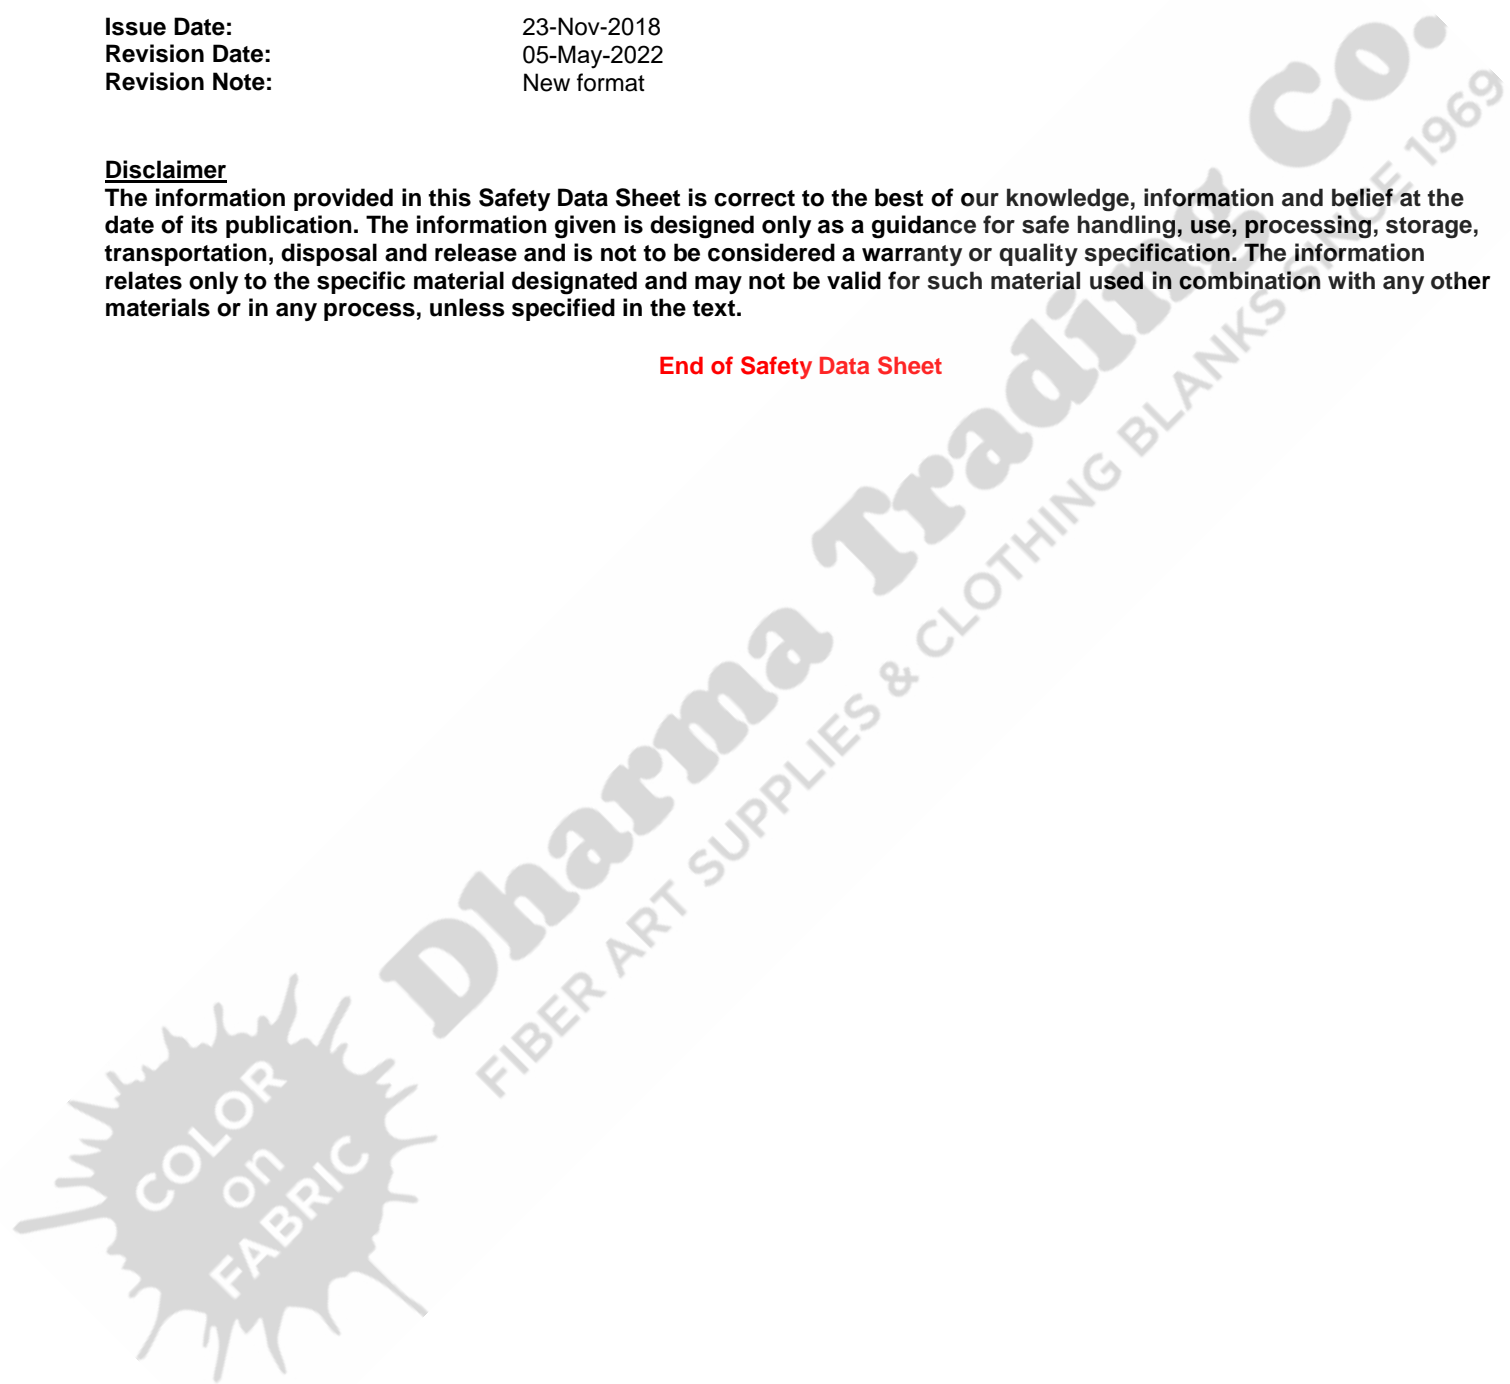 Issue Date: 23-Nov-2018
Revision Date: 05-May-2022
Revision Note: New format
Disclaimer
The information provided in this Safety Data Sheet is correct to the best of our knowledge, information and belief at the
date of its publication. The information given is designed only as a guidance for safe handling, use, processing, storage,
transportation, disposal and release and is not to be considered a warranty or quality specification. The information
relates only to the specific material designated and may not be valid for such material used in combination with any other
materials or in any process, unless specified in the text.
End of Safety Data Sheet
Dharma Trading Co.
FIBER ART SUPPLIES & CLOTHING BLANKS SINCE 1969
COLOR
on
FABRIC